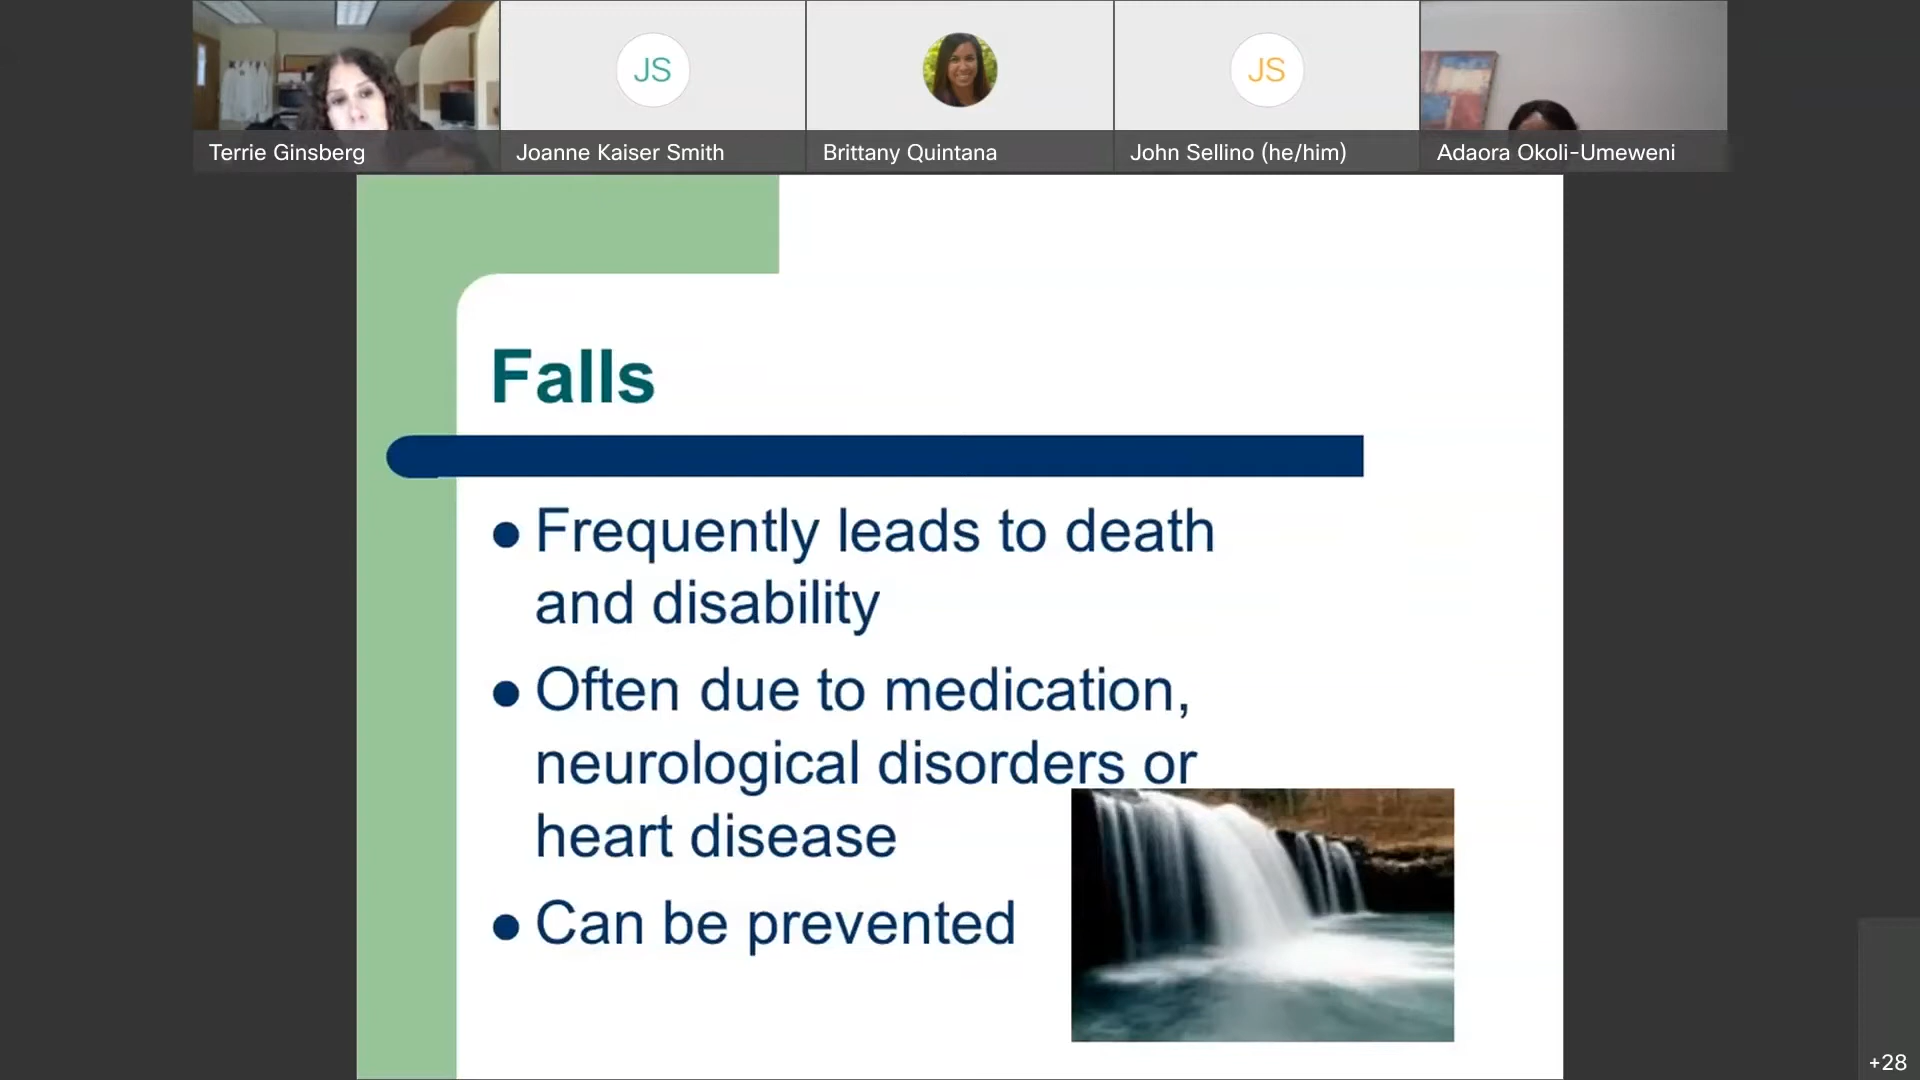 JS
JS
Terrie Ginsberg
Joanne Kaiser Smith
Brittany Quintana
John Sellino (he/him)
Adaora Okoli-Umeweni
Falls
Frequently leads to death
and disability
Often due to medication,
neurological disorders or
heart disease
Can be prevented
+28